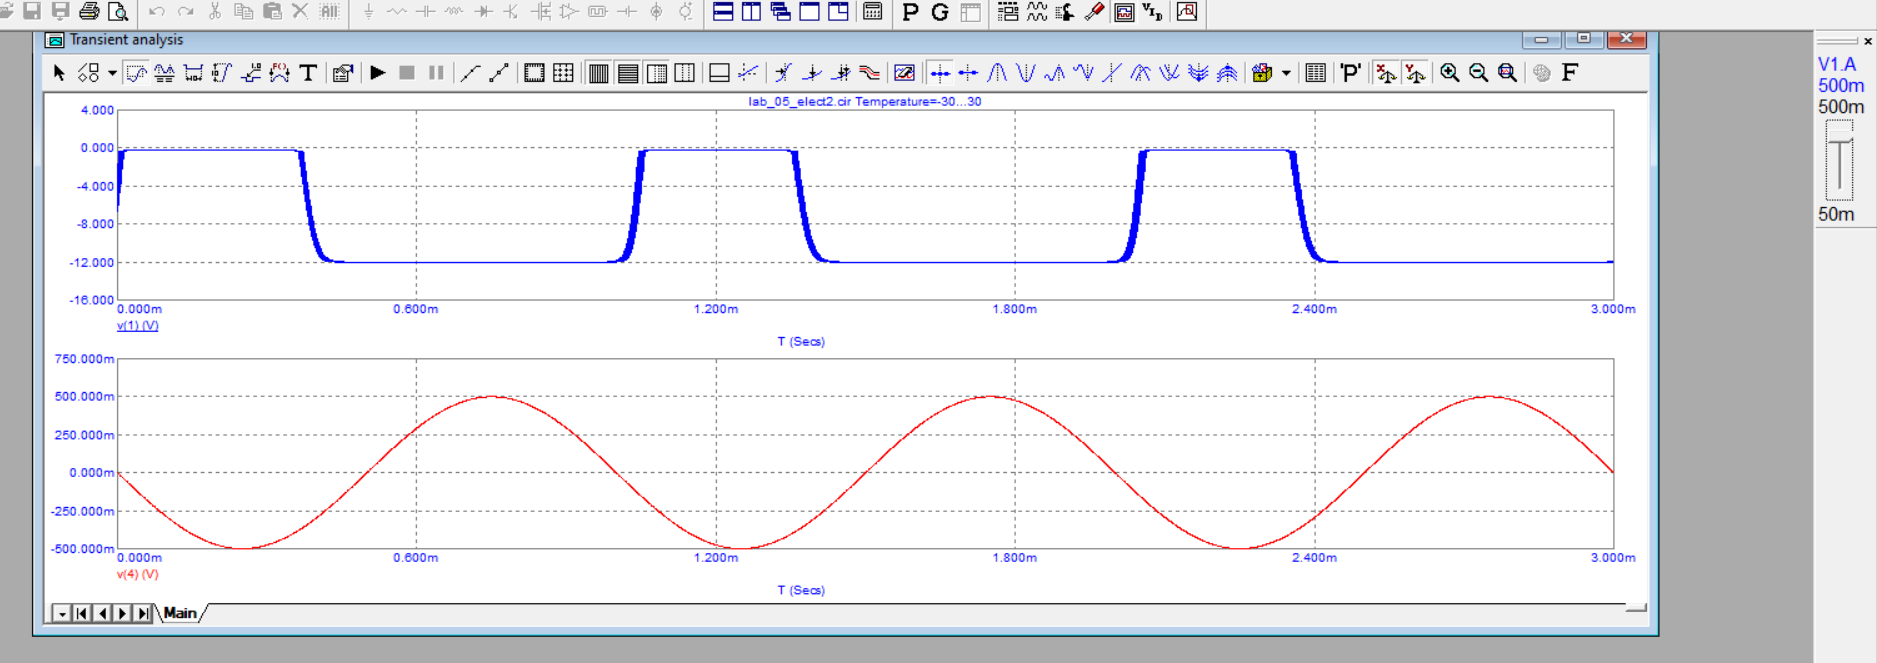 P G
V I D
Transient analysis
T 'P' F
lab_05_elect2.cir Temperature=-30...30
4.000
0.000
-4.000
-8.000
-12.000
-16.000
0.000m 0.600m 1.200m 1.800m 2.400m 3.000m
v(1) (V)
T (Secs)
750.000m
500.000m
250.000m
0.000m
-250.000m
-500.000m
0.000m 0.600m 1.200m 1.800m 2.400m 3.000m
v(4) (V)
T (Secs)
Main
V1.A
500m
500m
50m